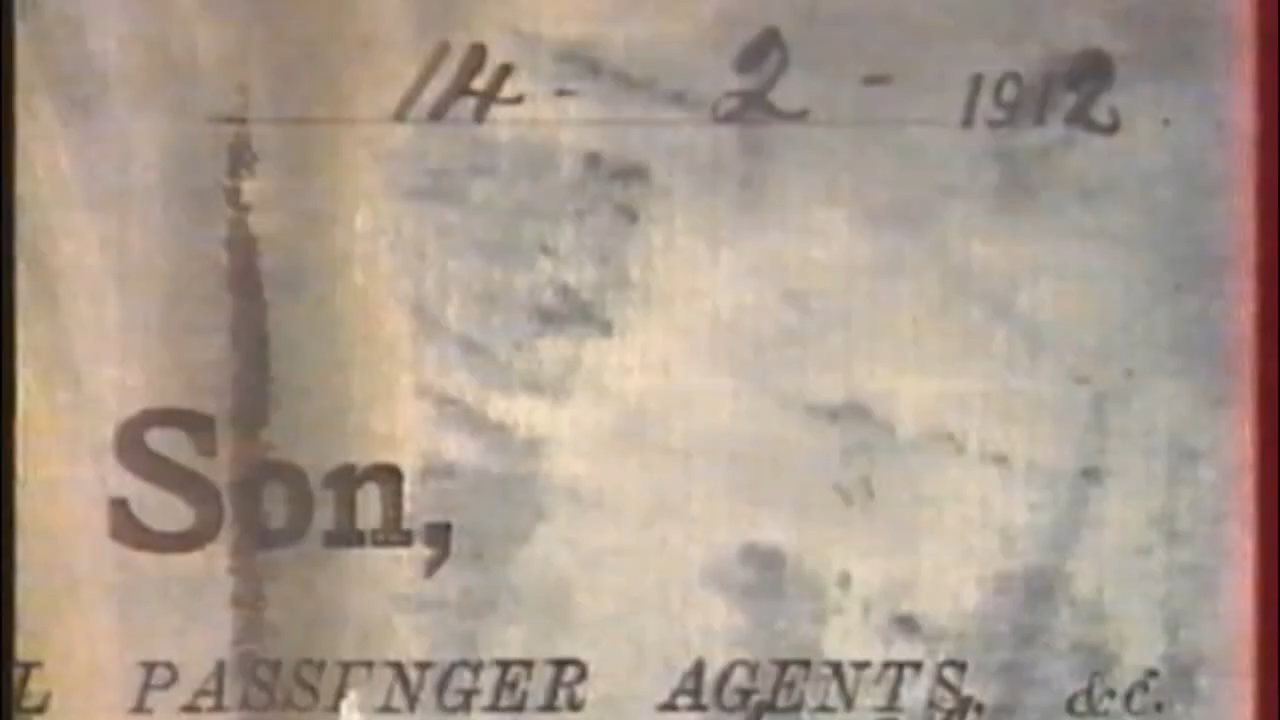 14 - 2 - 1912
Son,
L PASSENGER AGENTS, &c.